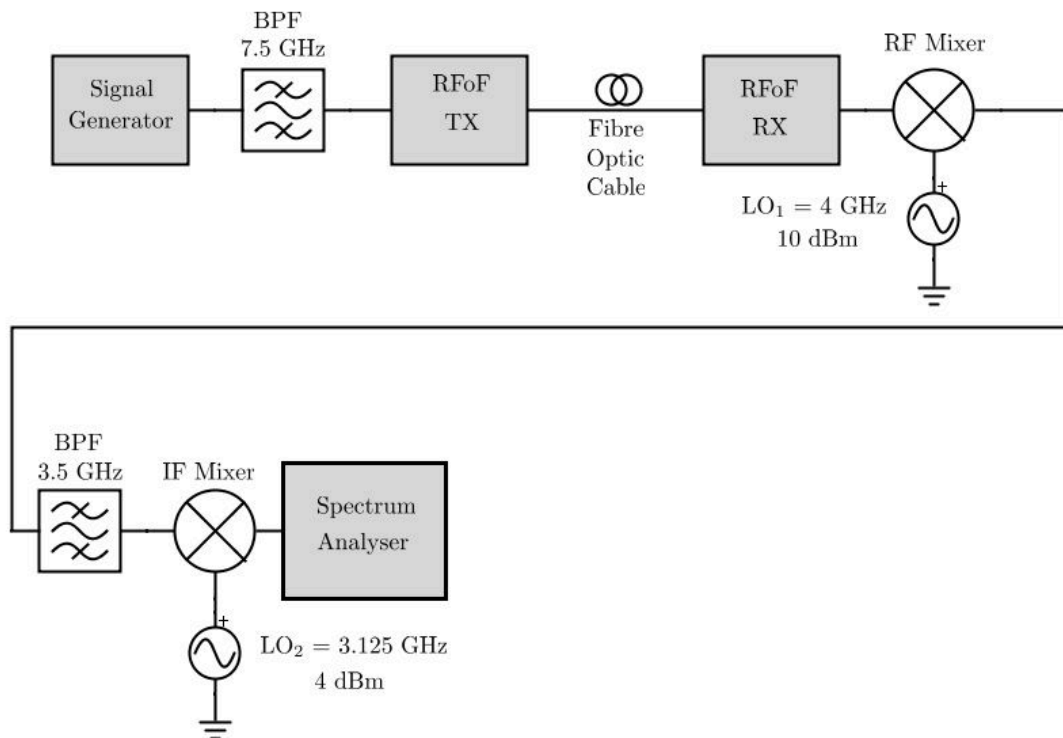 BPF
7.5 GHz
Signal
Generator
RFoF
TX
Fibre
Optic
Cable
RFoF
RX
RF Mixer
LO₁ = 4 GHz
10 dBm
BPF
3.5 GHz
IF Mixer
Spectrum
Analyser
LO₂ = 3.125 GHz
4 dBm